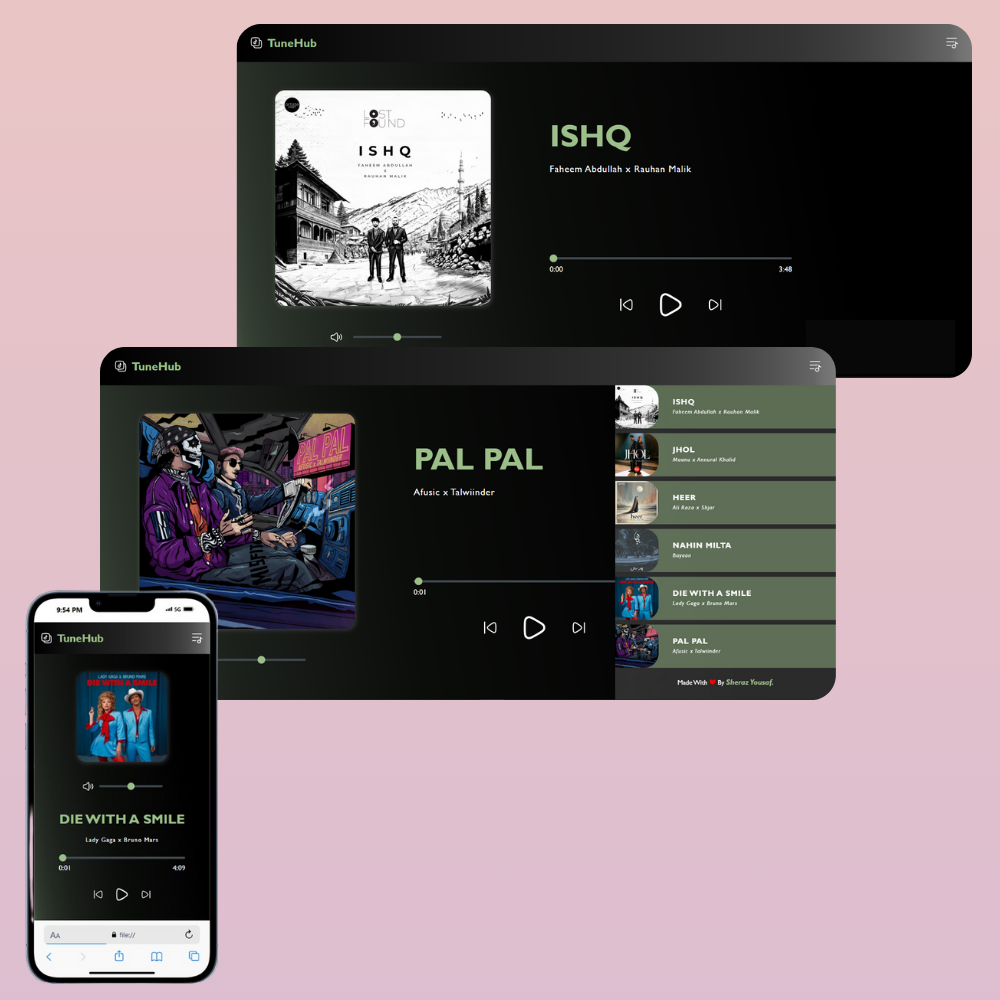 TuneHub
LOST
FOUND
ISHQ
FAHEEM ABDULLAH
X
RAUHAN MALIK
ISHQ
Faheem Abdullah x Rauhan Malik
0:00 3:48
TuneHub
PAL PAL
AFUSIC x TALWIINDER
MISFIT
PAL PAL
Afusic x Talwiinder
0:01
ISHQ
Faheem Abdullah x Rauhan Malik
JHOL
JHOL
Maanu x Annural Khalid
heer
HEER
Ali Raza x Shjar
NAHIN MILTA
Bayaan
DIE WITH A SMILE
Lady Gaga x Bruno Mars
PAL PAL
Afusic x Talwiinder
Made With ❤ By Sheraz Yousaf.
9:54 PM 5G
TuneHub
LADY GAGA & BRUNO MARS
DIE WITH A SMILE
DIE WITH A SMILE
Lady Gaga x Bruno Mars
0:01 4:09
AA file://